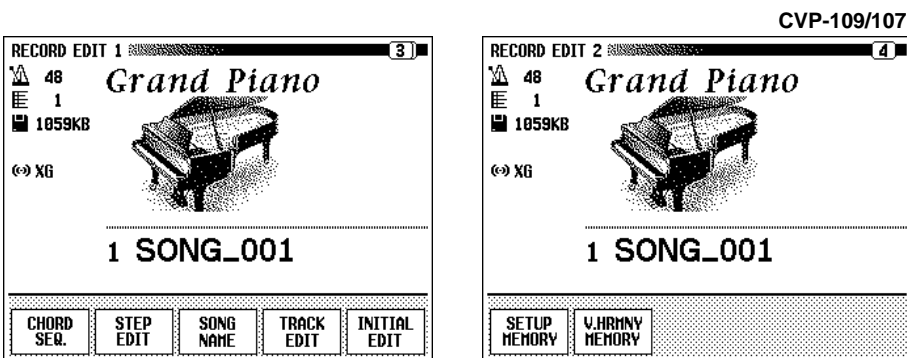 CVP-109/107
RECORD EDIT 1
3
48
Grand Piano
1
1059KB
XG
1 SONG_001
CHORD SEQ.
STEP EDIT
SONG NAME
TRACK EDIT
INITIAL EDIT
RECORD EDIT 2
4
48
Grand Piano
1
1059KB
XG
1 SONG_001
SETUP MEMORY
V.HRMNY MEMORY